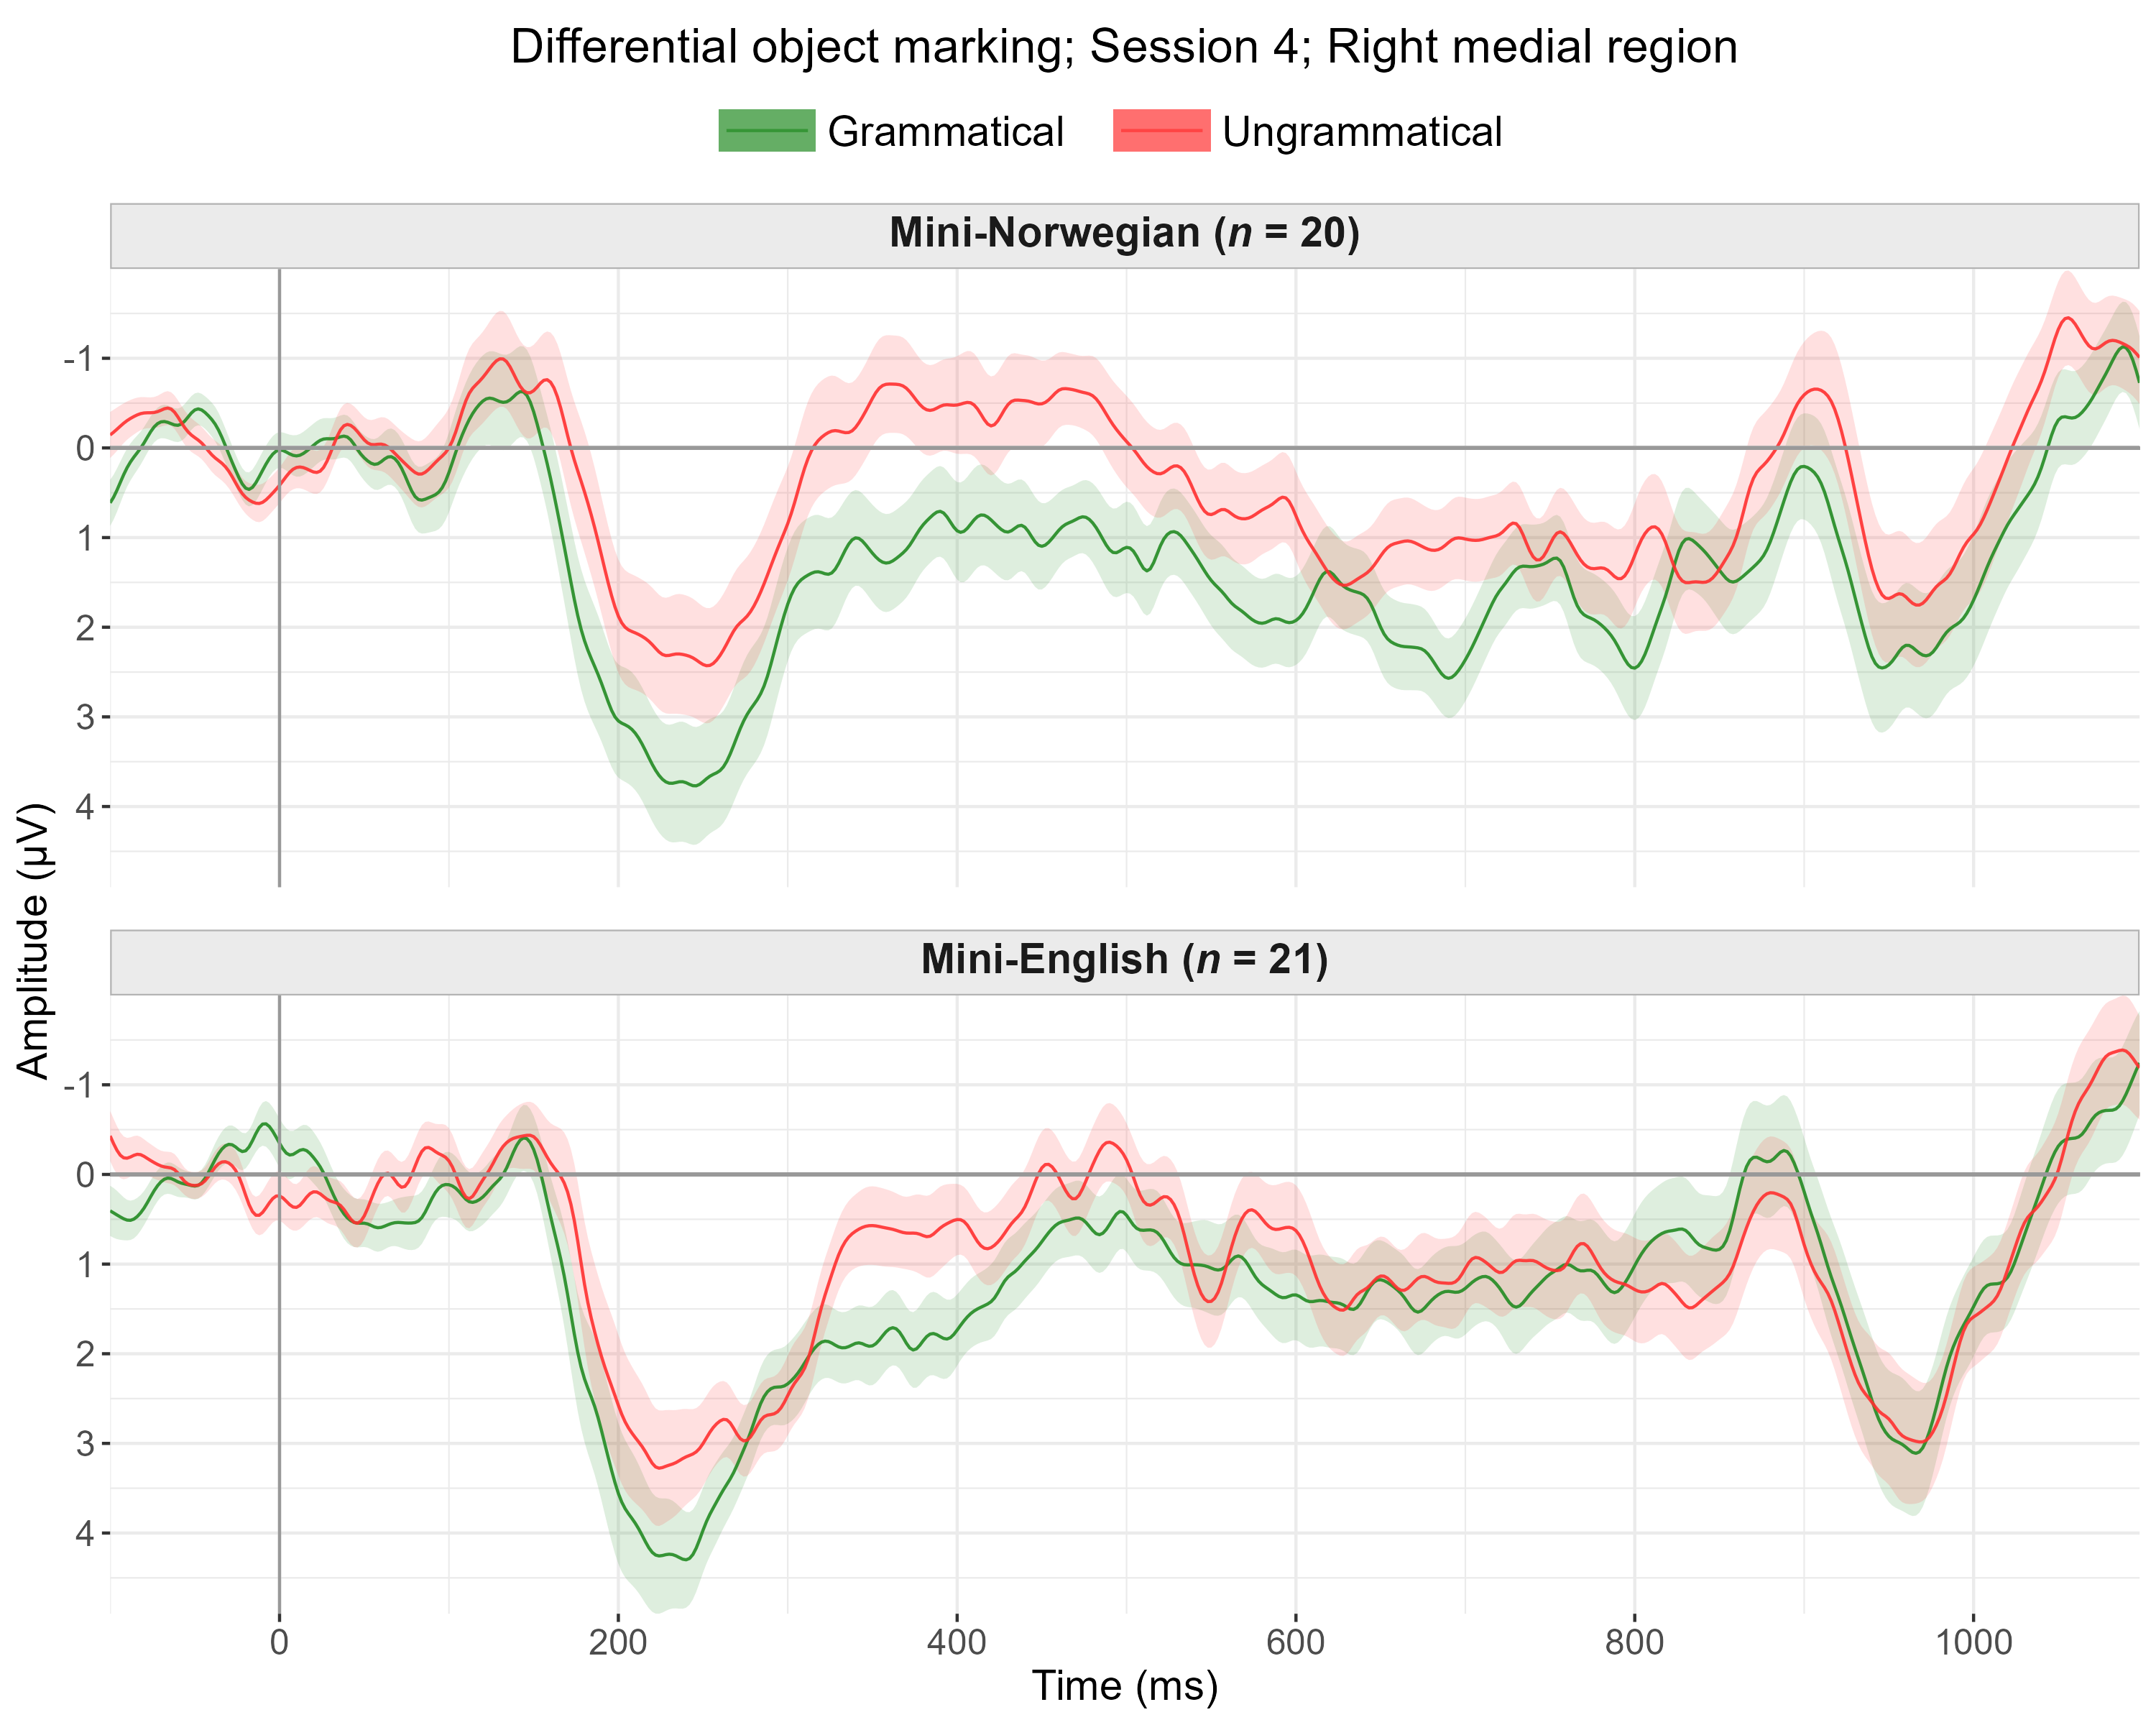 Differential object marking; Session 4; Right medial region
Grammatical Ungrammatical
Mini-Norwegian (n = 20)
-1
0
1
2
3
4
Mini-English (n = 21)
-1
0
1
2
3
4
Amplitude (µV)
0 200 400 600 800 1000
Time (ms)